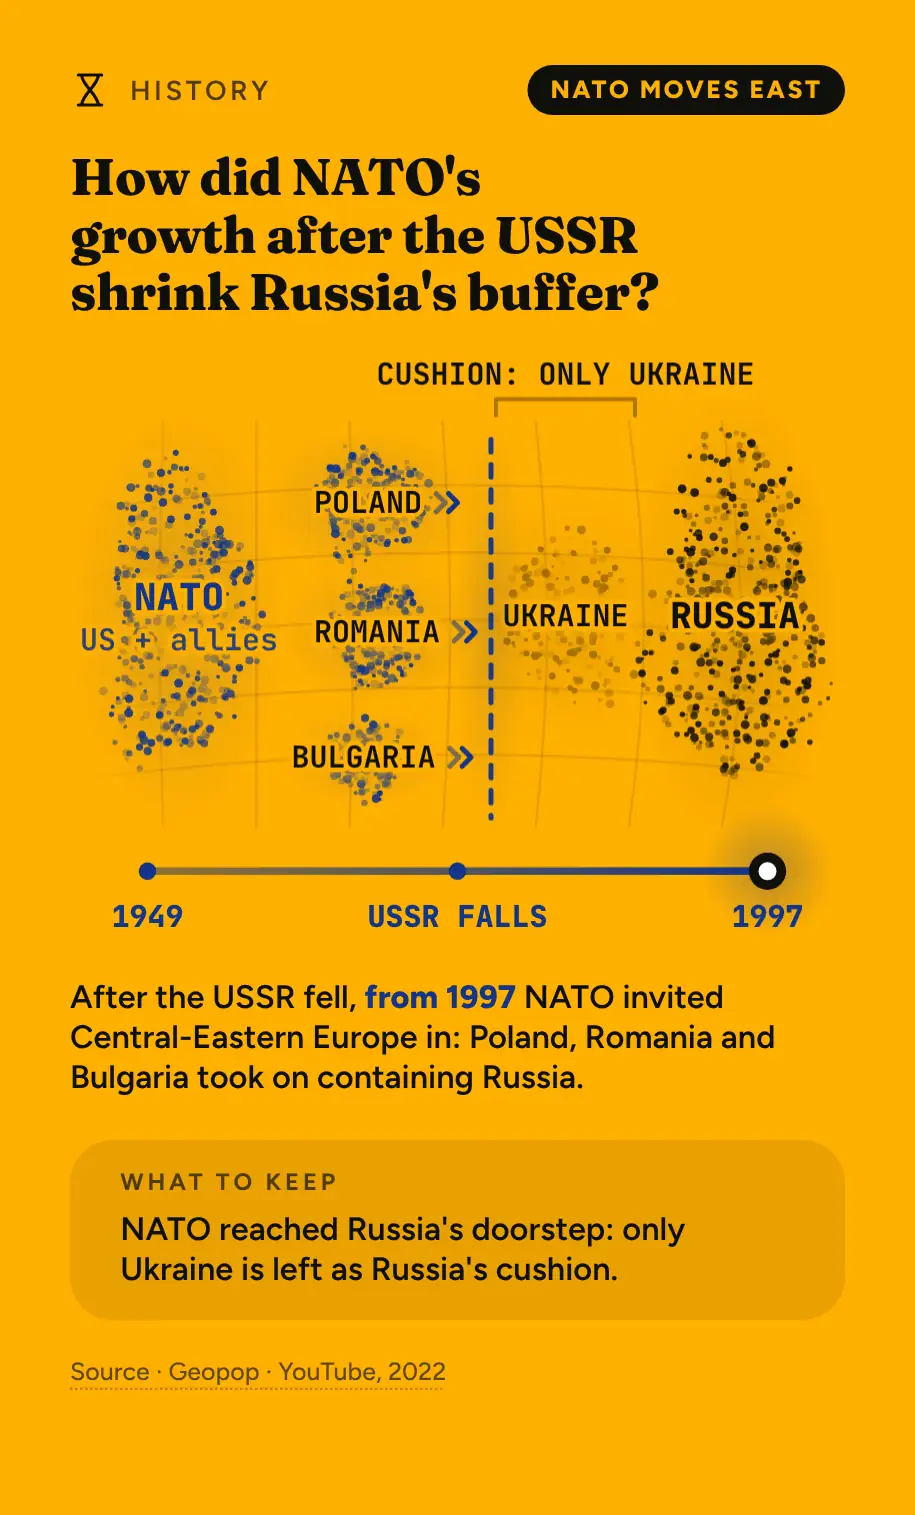 HISTORY
NATO MOVES EAST
How did NATO's
growth after the USSR
shrink Russia's buffer?
CUSHION: ONLY UKRAINE
POLAND
NATO
US + allies
ROMANIA
UKRAINE
RUSSIA
BULGARIA
1949
USSR FALLS
1997
After the USSR fell, from 1997 NATO invited
Central-Eastern Europe in: Poland, Romania and
Bulgaria took on containing Russia.
WHAT TO KEEP
NATO reached Russia's doorstep: only
Ukraine is left as Russia's cushion.
Source · Geopop · YouTube, 2022